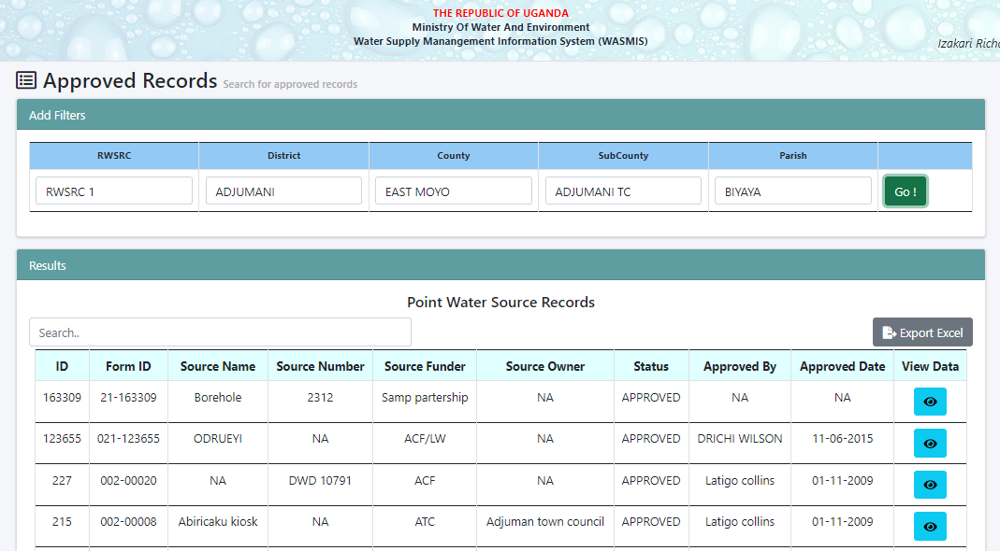 THE REPUBLIC OF UGANDA
Ministry Of Water And Environment
Water Supply Manangement Information System (WASMIS)
Izakari
Approved Records Search for approved records
Add Filters
RWSRC District County SubCounty Parish
RWSRC 1 ADJUMANI EAST MOYO ADJUMANI TC BIYAYA Go !
Results
Point Water Source Records
Search.. Export Excel
ID Form ID Source Name Source Number Source Funder Source Owner Status Approved By Approved Date View Data
163309 21-163309 Borehole 2312 Samp partership NA APPROVED NA NA
123655 021-123655 ODRUEYI NA ACF/LW NA APPROVED DRICHI WILSON 11-06-2015
227 002-00020 NA DWD 10791 ACF NA APPROVED Latigo collins 01-11-2009
215 002-00008 Abiricaku kiosk NA ATC Adjuman town council APPROVED Latigo collins 01-11-2009